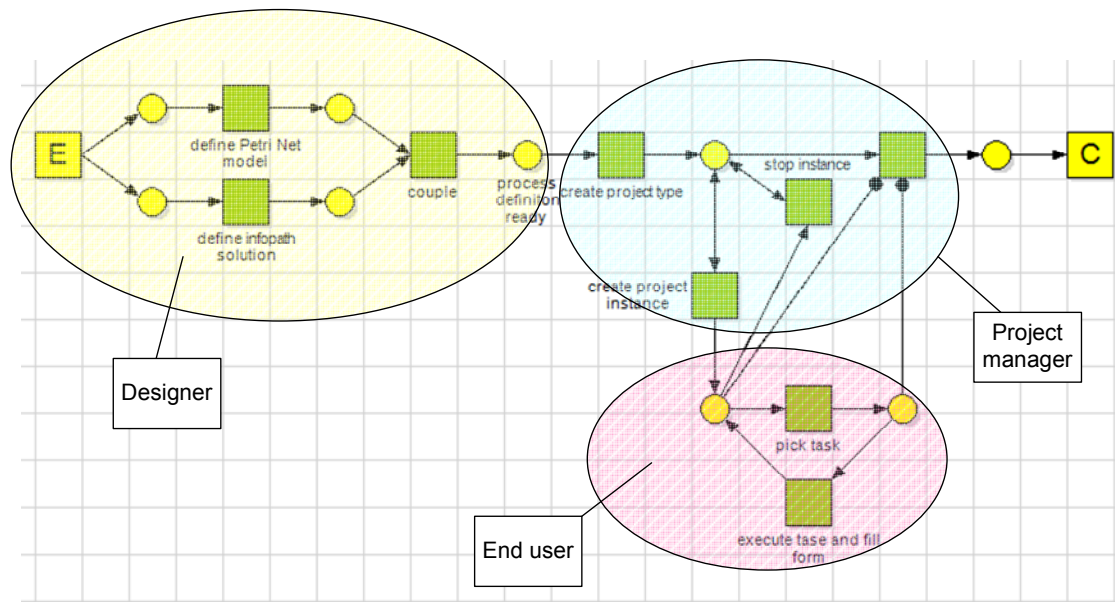 E
define Petri Net
model
define infopath
solution
couple
process
definiton
ready
create project type
stop instance
C
create project
instance
Project
manager
Designer
pick task
execute tase and fill
form
End user